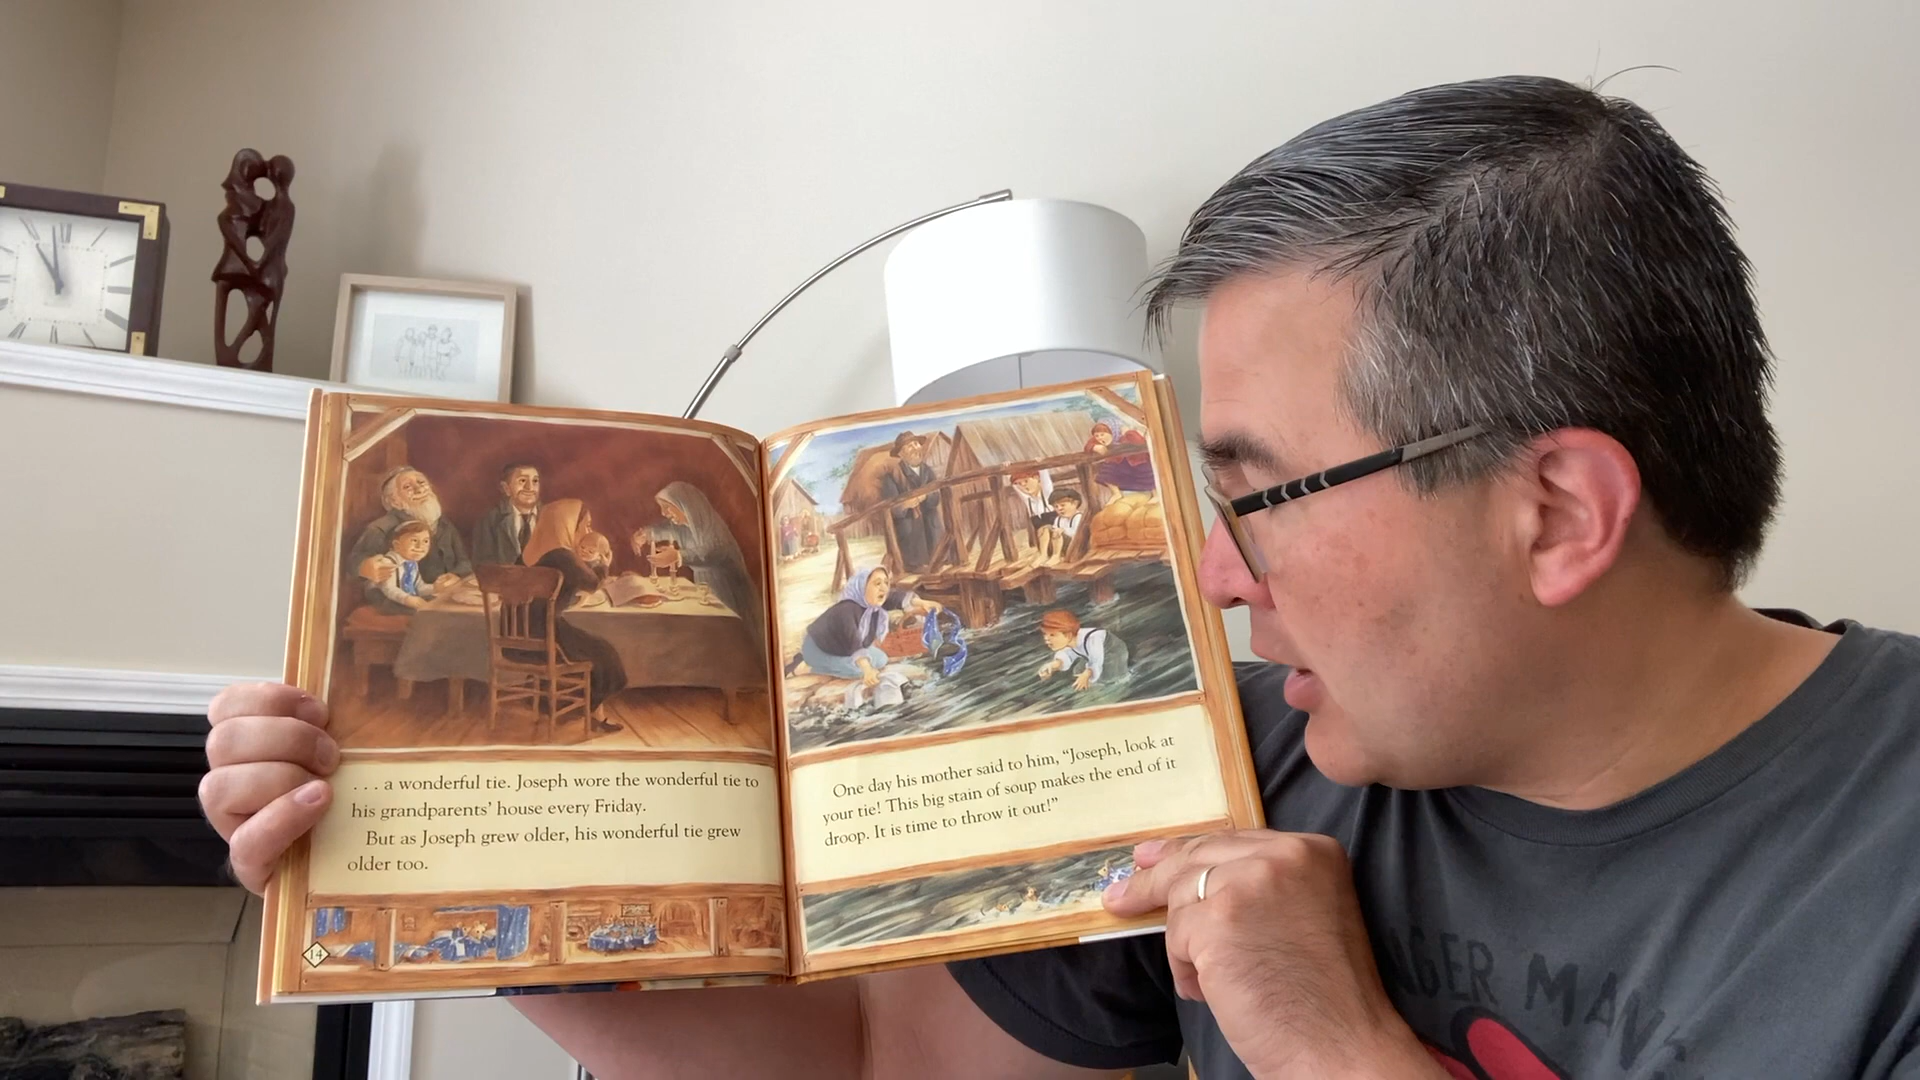 . . . a wonderful tie. Joseph wore the wonderful tie to
his grandparents’ house every Friday.
But as Joseph grew older, his wonderful tie grew
older too.
14
One day his mother said to him, “Joseph, look at
your tie! This big stain of soup makes the end of it
droop. It is time to throw it out!”